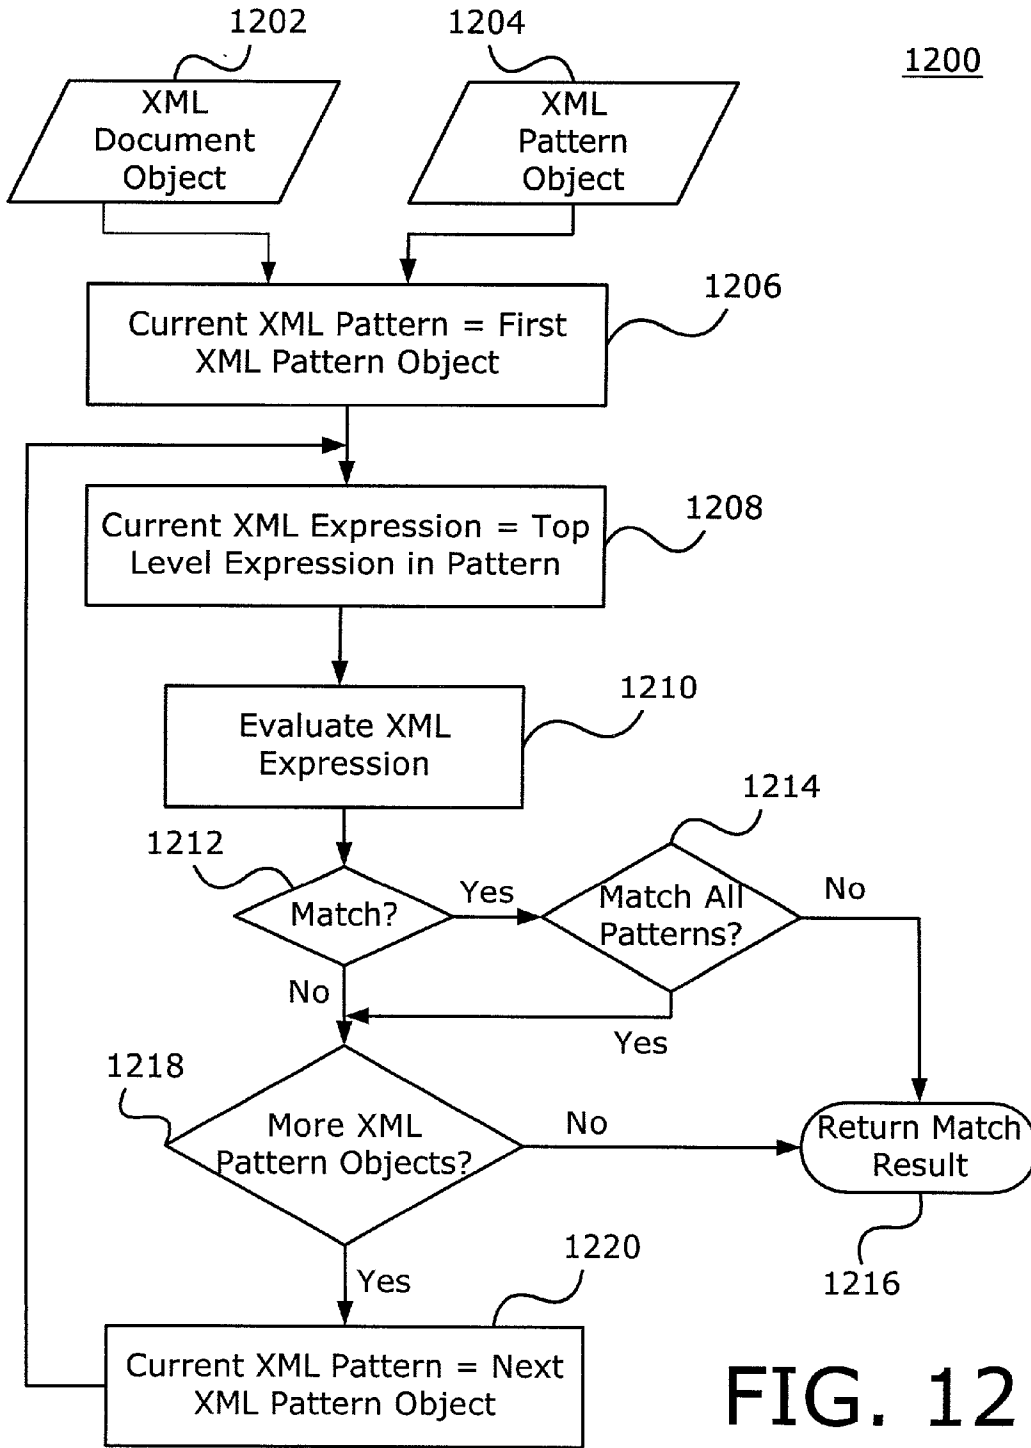 1202
1204
1200
XML
Document
Object
XML
Pattern
Object
1206
Current XML Pattern = First
XML Pattern Object
1208
Current XML Expression = Top
Level Expression in Pattern
1210
Evaluate XML
Expression
1214
1212
Match?
Yes
Match All
Patterns?
No
No
Yes
1218
More XML
Pattern Objects?
No
Return Match
Result
1216
1220
Yes
Current XML Pattern = Next
XML Pattern Object
FIG. 12